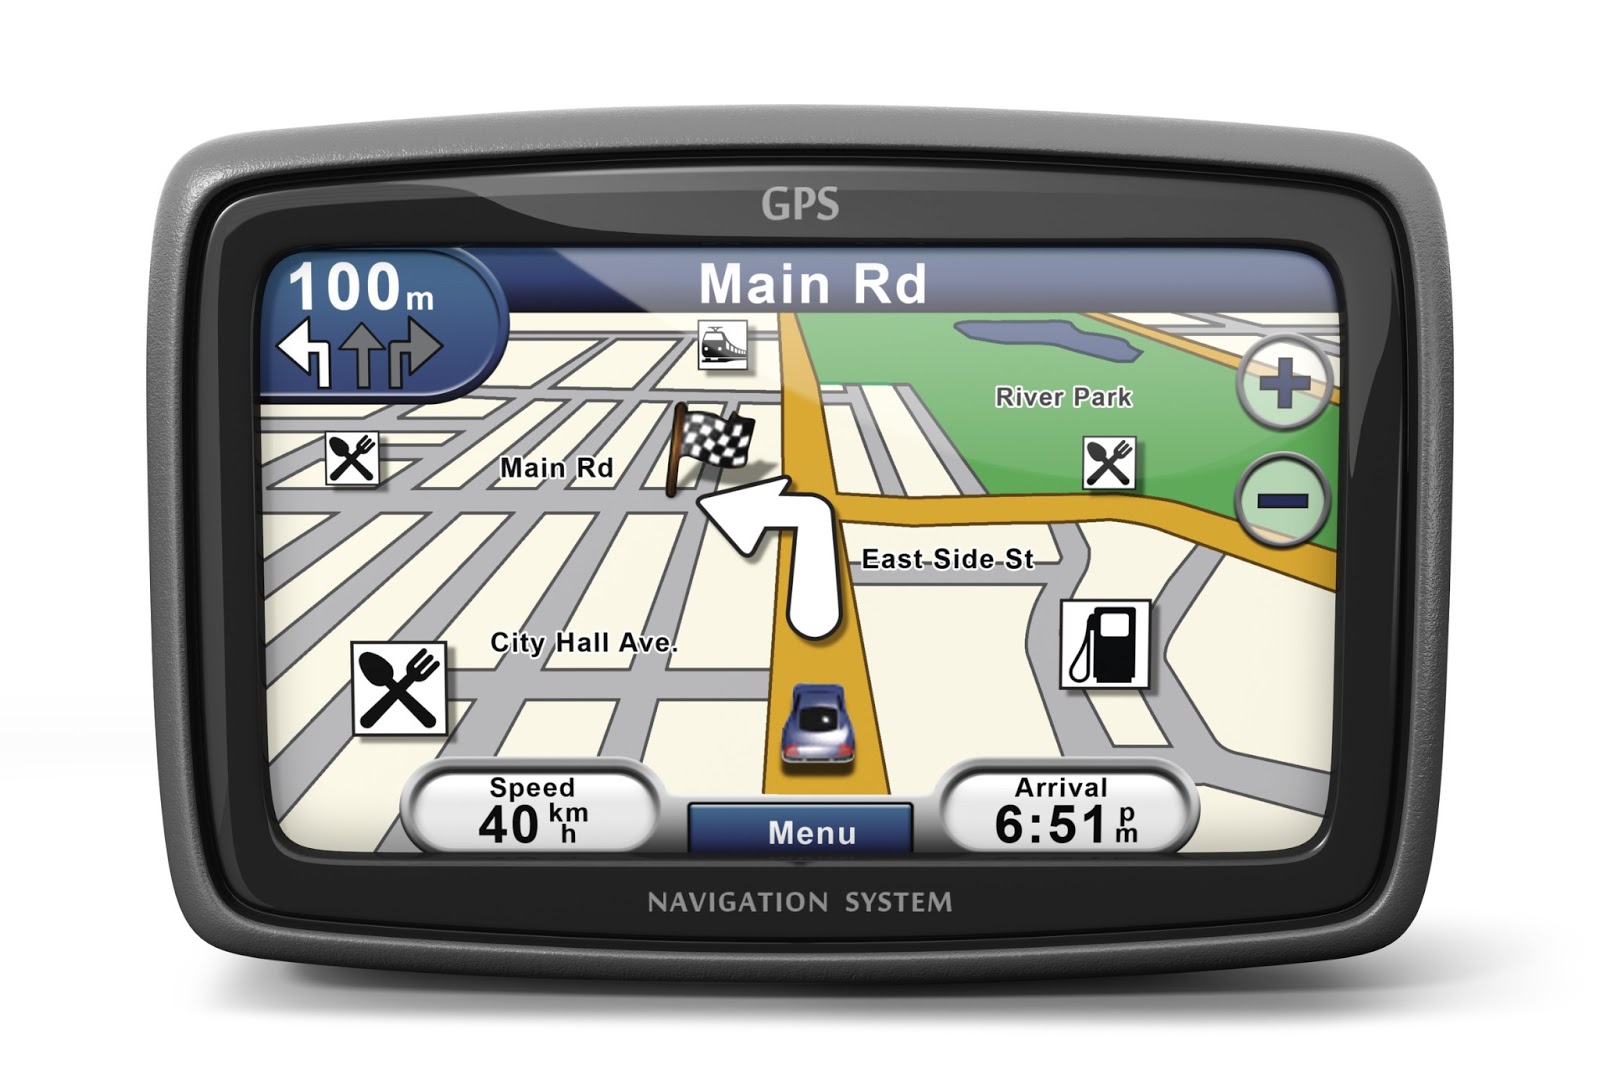 GPS
100 m
Main Rd
River Park
Main Rd
East Side St
City Hall Ave.
Speed
40 km
h
Arrival
6:51 p
m
Menu
NAVIGATION SYSTEM